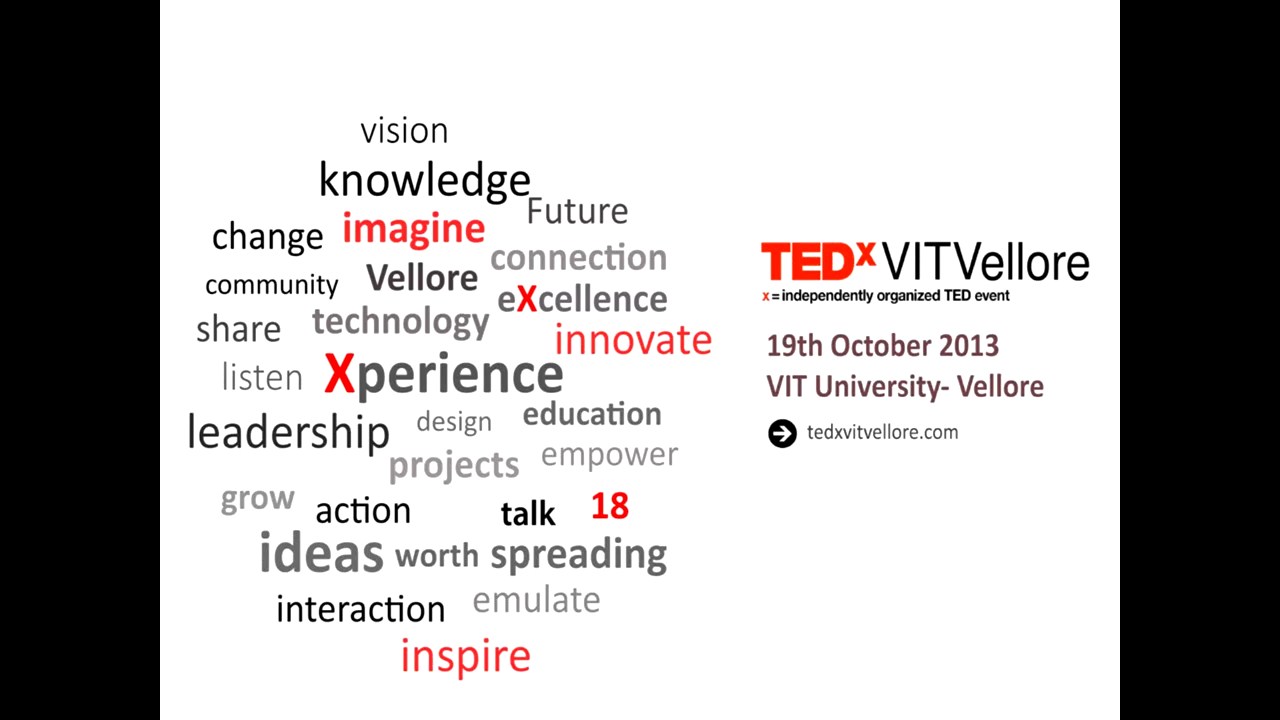 vision
knowledge
Future
change imagine
connection
community Vellore
eXcellence
share technology
innovate
listen Xperience
leadership design education
projects empower
grow action talk 18
ideas worth spreading
interaction emulate
inspire
TEDx VITVellore
x = independently organized TED event
19th October 2013
VIT University- Vellore
tedxvitvellore.com